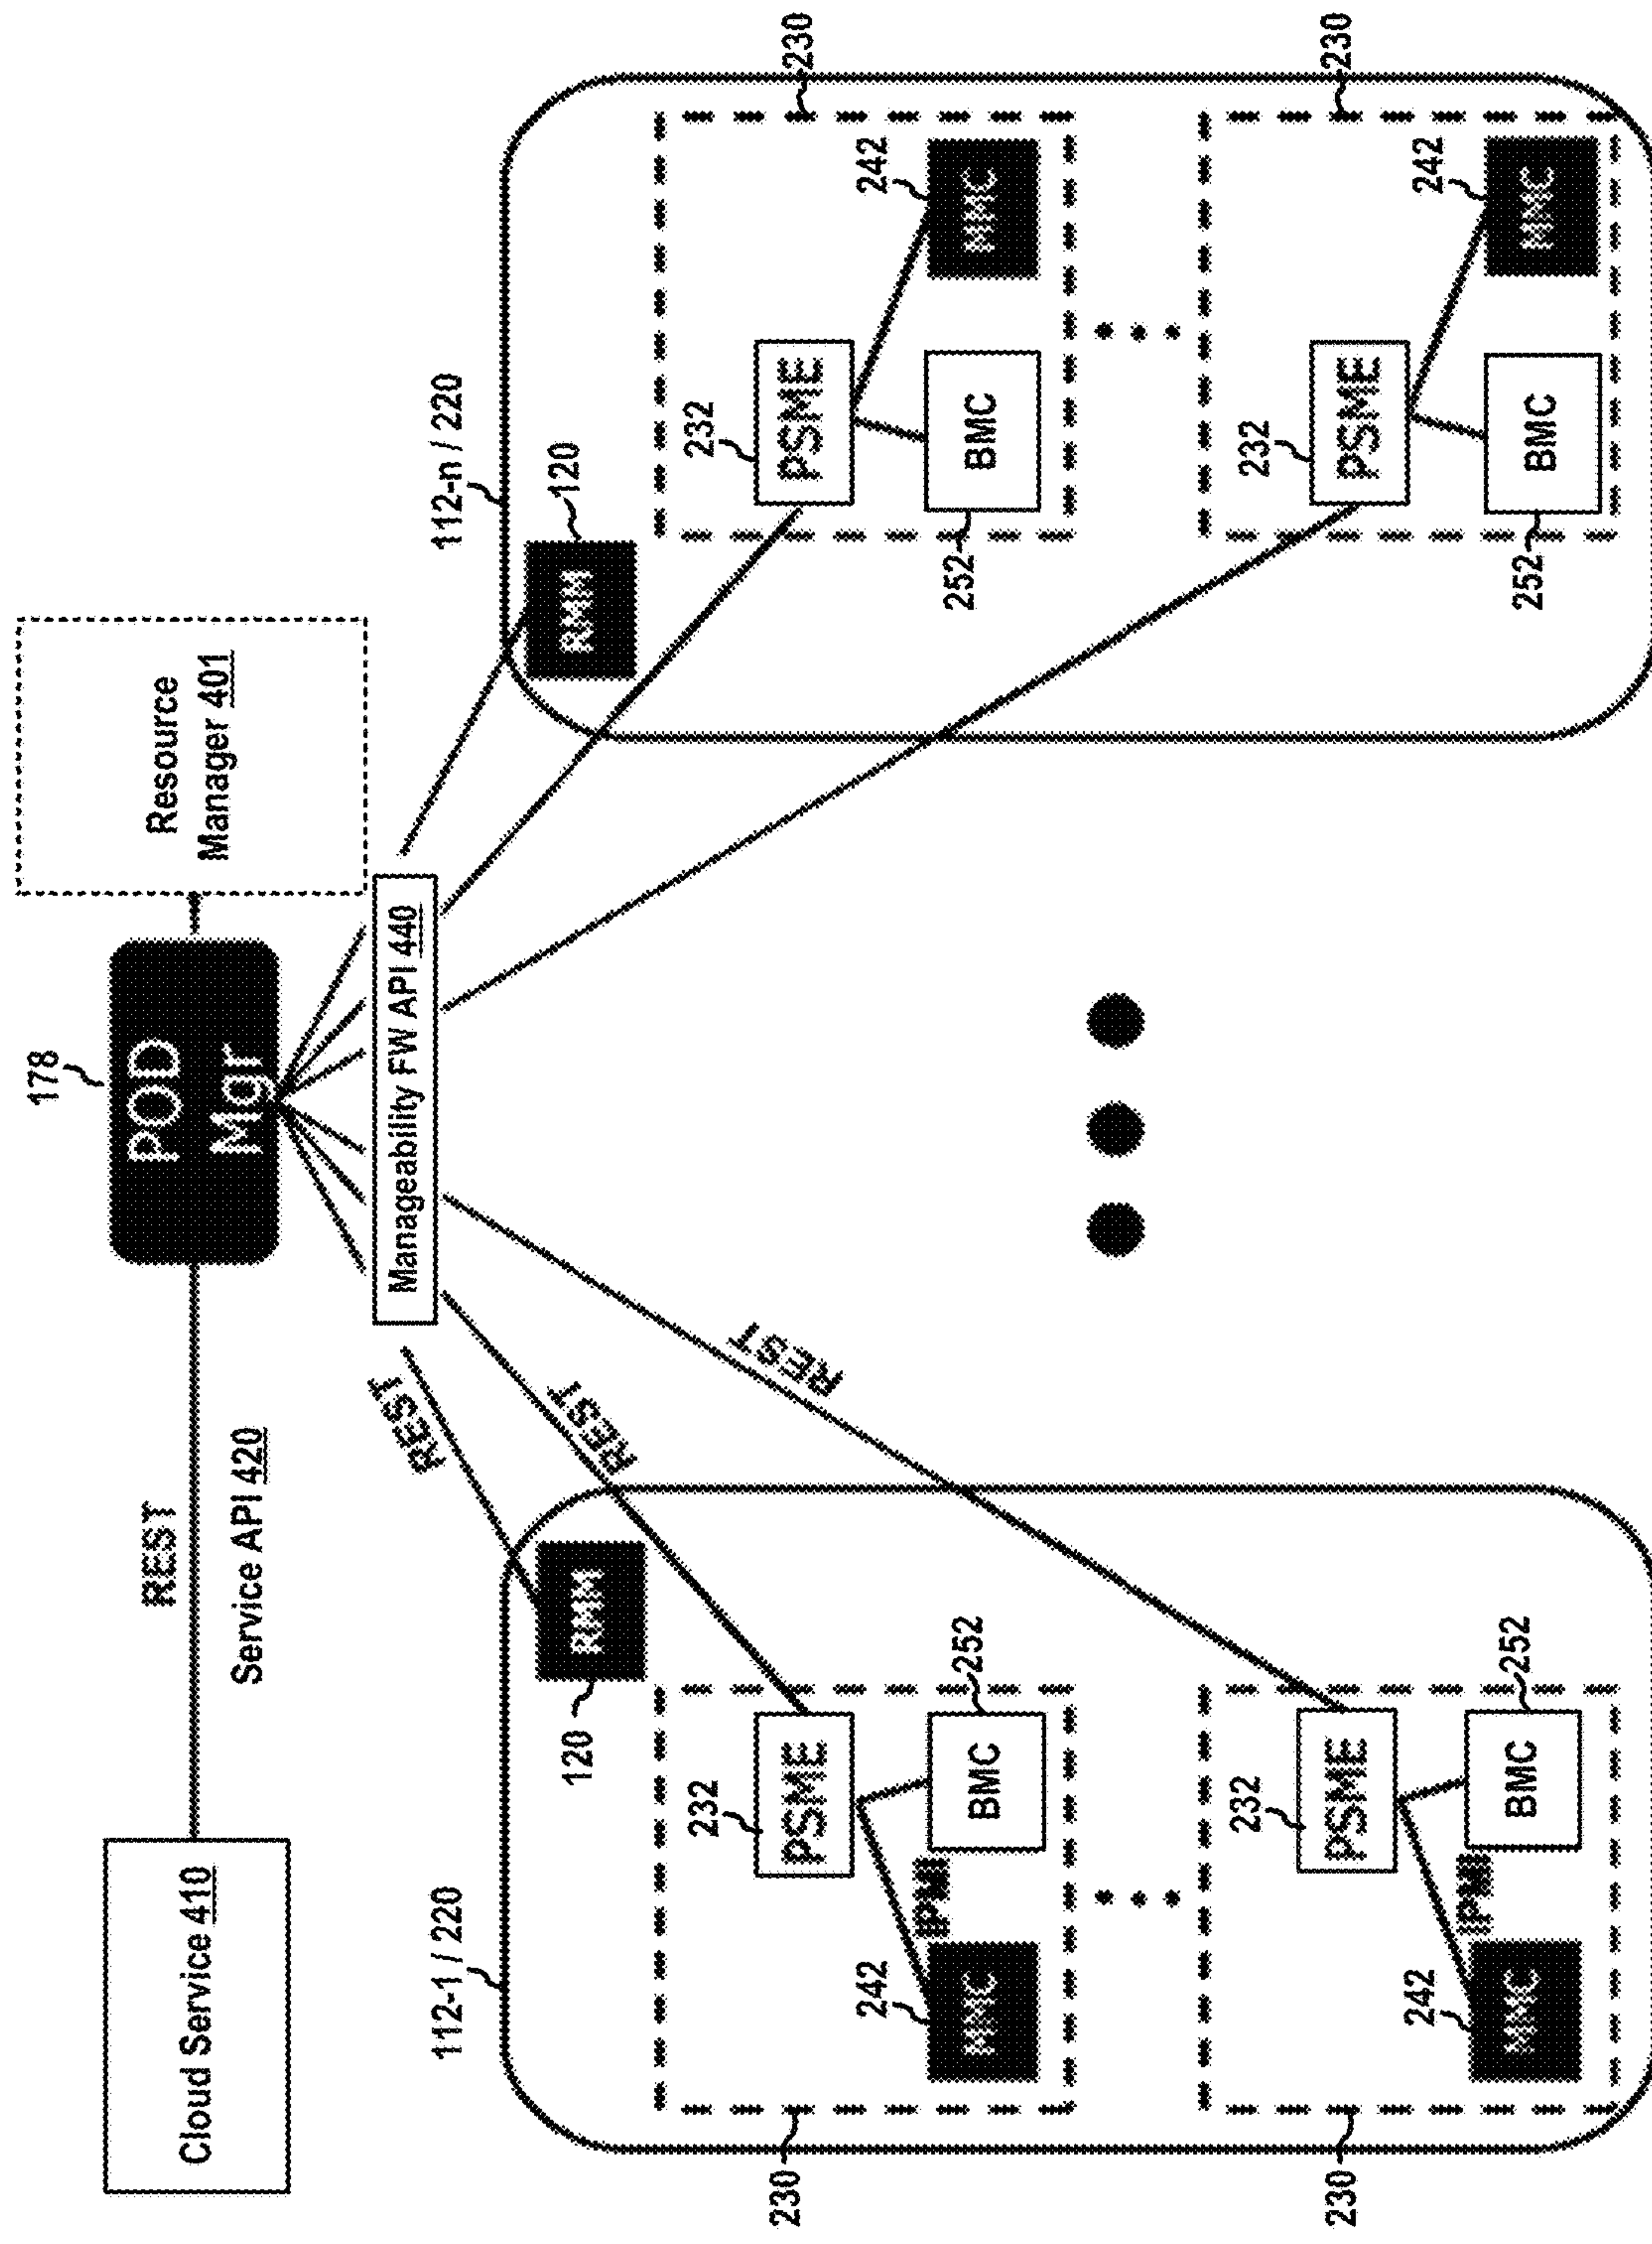 Cloud Service 410
REST
Service API 420
178
POD
Mgr
Resource
Manager 401
Manageability FW API 440
REST
REST
REST
112-1 / 220
RMM
120
230
232
PSME
242
MMC
IPMI
BMC
252
230
232
PSME
242
MMC
IPMI
BMC
252
112-n / 220
RMM
120
230
232
PSME
252
BMC
242
MMC
230
232
PSME
252
BMC
242
MMC